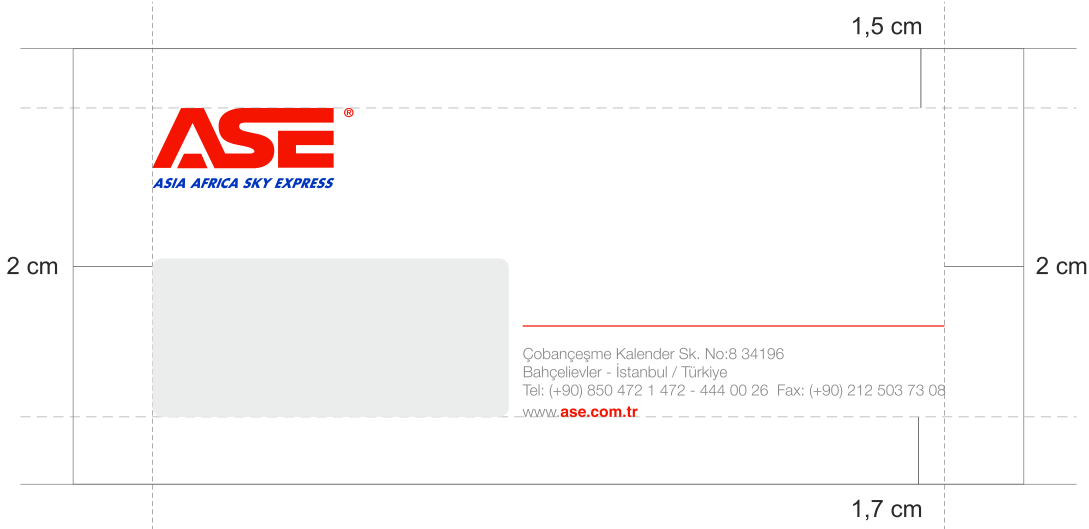 1,5 cm
ASE ®
ASIA AFRICA SKY EXPRESS
2 cm
2 cm
Çobançeşme Kalender Sk. No:8 34196
Bahçelievler - İstanbul / Türkiye
Tel: (+90) 850 472 1 472 - 444 00 26 Fax: (+90) 212 503 73 08
www.ase.com.tr
1,7 cm